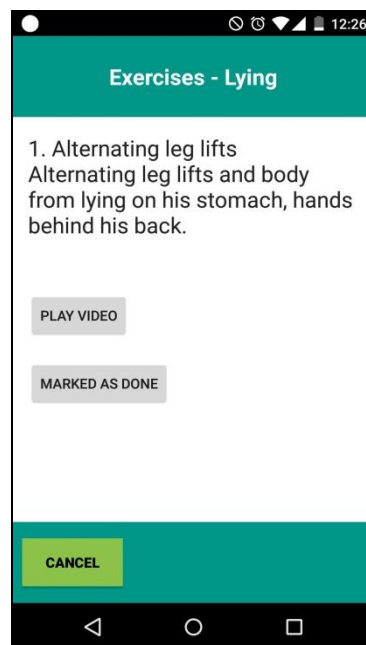 12:26
Exercises - Lying
1. Alternating leg lifts
Alternating leg lifts and body
from lying on his stomach, hands
behind his back.
PLAY VIDEO
MARKED AS DONE
CANCEL